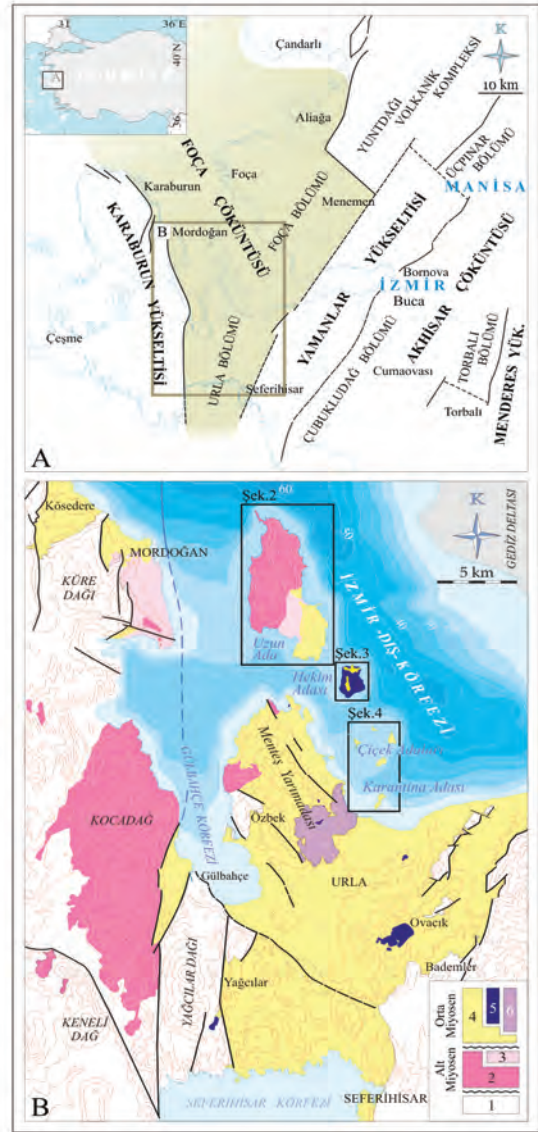 31°
36°E
40°N
36°
A
Çandarlı
K
10 km
Aliağa
YUNTDAĞI
VOLKANİK
KOMPLEKSİ
ÜÇPINAR BÖLÜMÜ
MANİSA
FOÇA ÇÖKÜNTÜSÜ
Foça
FOÇA BÖLÜMÜ
Menemen
Karaburun
KARABURUN YÜKSELTİSİ
B
Mordoğan
YAMANLAR YÜKSELTİSİ
Bornova
İZMİR
Buca
AKHİSAR ÇÖKÜNTÜSÜ
Çeşme
URLA BÖLÜMÜ
Seferihisar
ÇUBUKLUDAĞ BÖLÜMÜ
Cumaovası
TORBALI
BÖLÜMÜ
Torbalı
MENDERES YÜK.
A
Kösedere
MORDOĞAN
KÜRE
DAĞI
Şek.2
60
50
K
5 km
GEDİZ DELTASI
İZMİR DIŞ KÖRFEZİ
Uzun
Ada
Hekim
Adası
Şek.3
Şek.4
Çiçek Adaları
Karantina Adası
GÜLBAHÇE KÖRFEZİ
Menteş Yarımadası
KOCADAĞ
Özbek
Gülbahçe
URLA
Ovaçık
Bademler
YAĞCILAR DAĞI
Yağcılar
KENELİ
DAĞ
SEFERİHİSAR KÖRFEZİ
SEFERİHİSAR
Orta
Miyosen
4
5
6
Alt
Miyosen
3
2
1
B